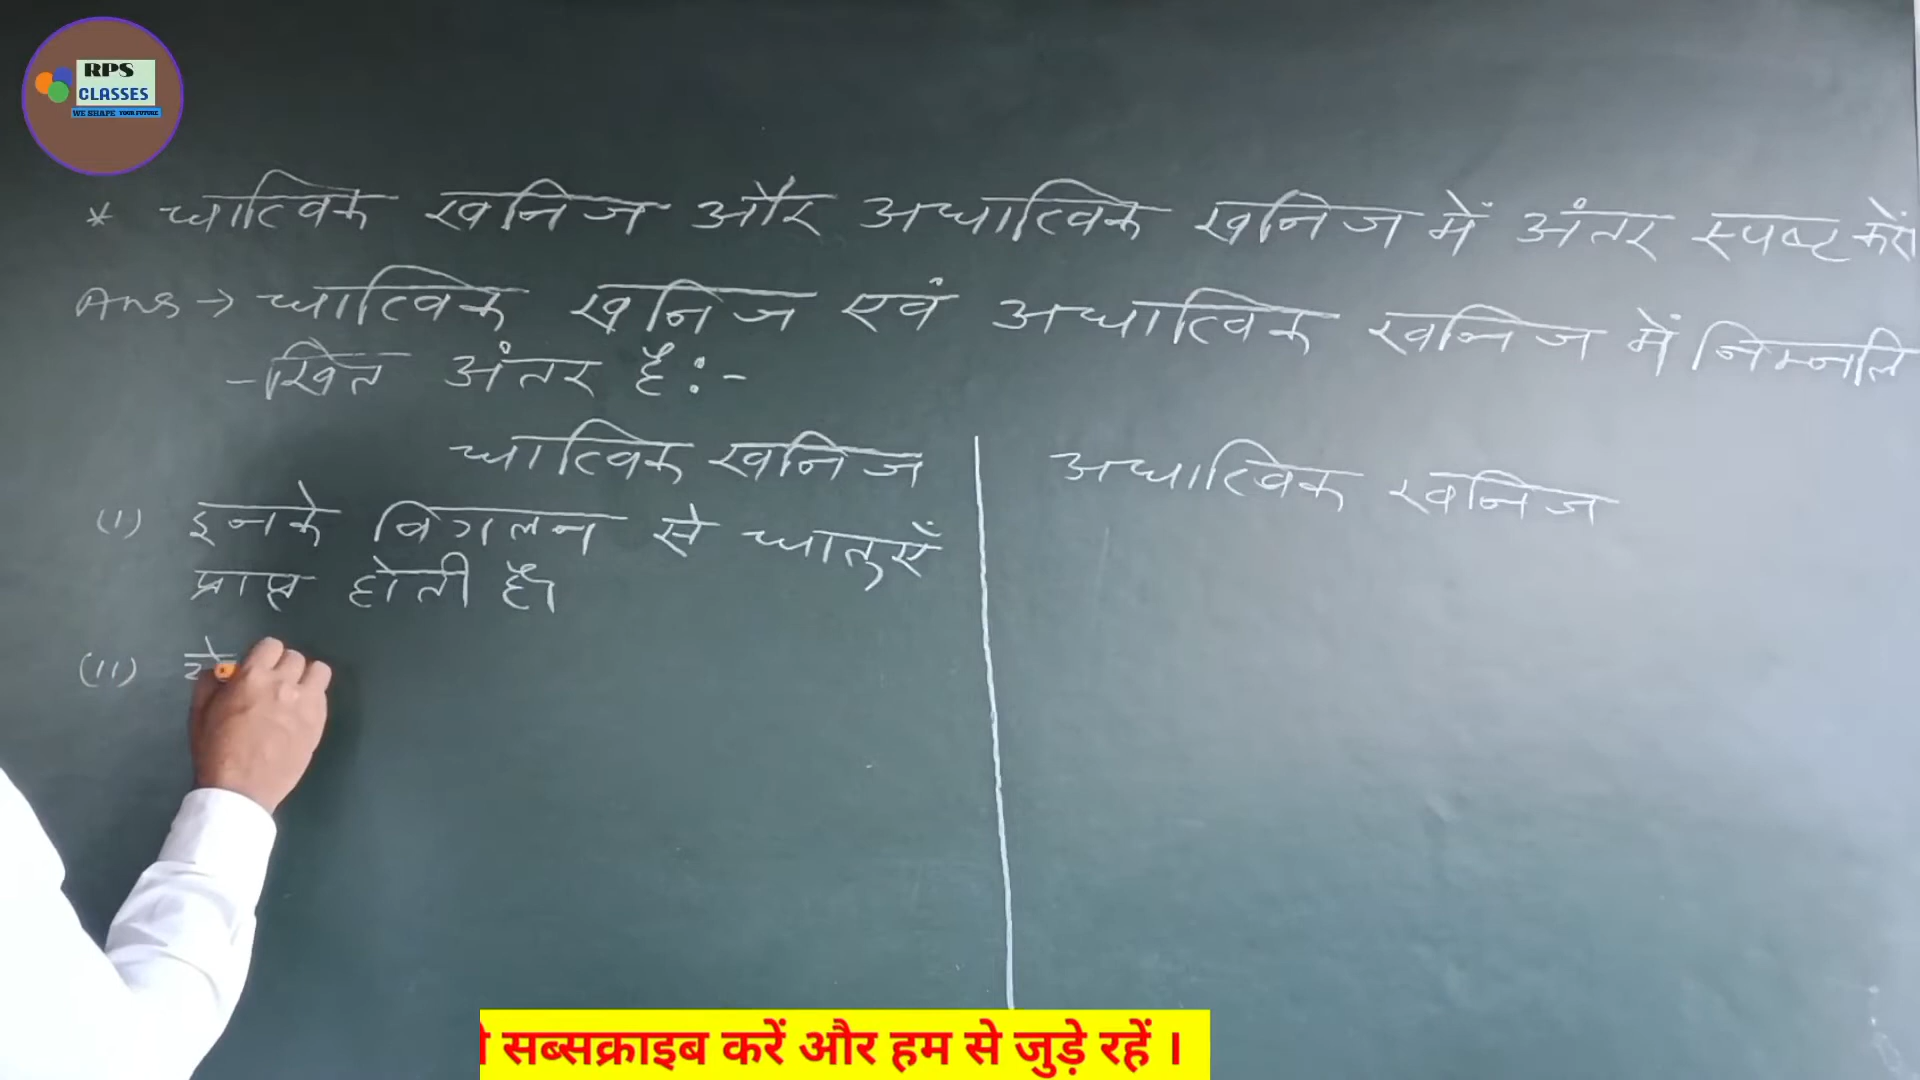 RPS
CLASSES
WE SHAPE YOUR FUTURE
* धात्विक खनिज और अधात्विक खनिज में अंतर स्पष्ट करें
Ans → धात्विक खनिज एवं अधात्विक खनिज में निम्नलि
-खित अंतर है:-
धात्विक खनिज
अधात्विक खनिज
(i) इनके विगलन से धातुएँ
प्राप्त होती है।
(ii)
सब्सक्राइब करें और हम से जुड़े रहें ।